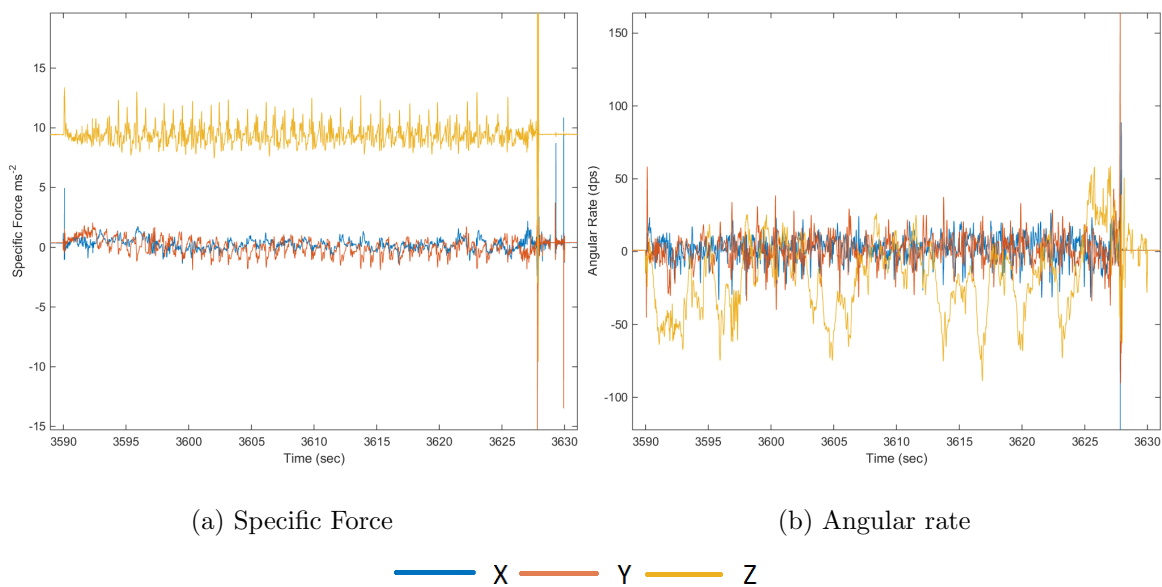 15
10
5
0
-5
-10
-15
Specific Force ms-2
3590 3595 3600 3605 3610 3615 3620 3625 3630
Time (sec)
150
100
50
0
-50
-100
Angular Rate (dps)
3590 3595 3600 3605 3610 3615 3620 3625 3630
Time (sec)
(a) Specific Force
(b) Angular rate
X Y Z